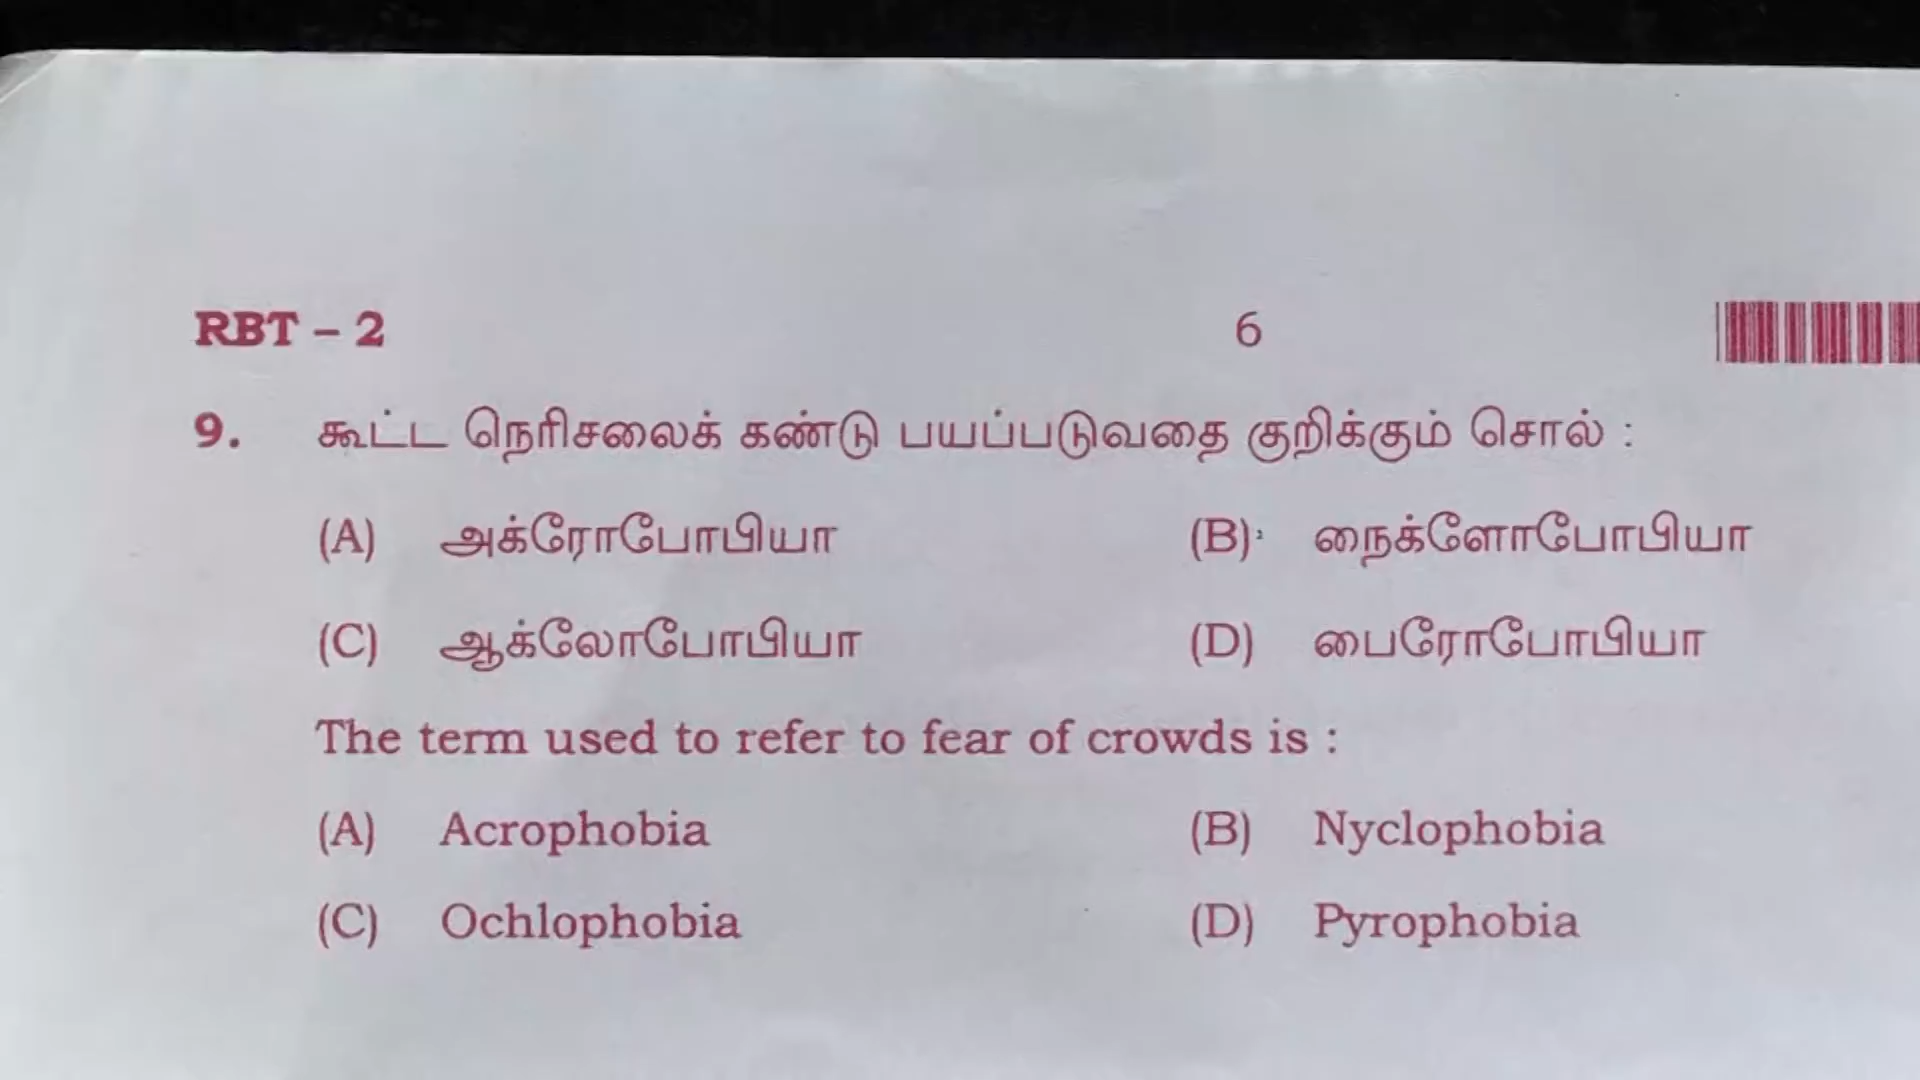 RBT – 2 6
9. கூட்ட நெரிசலைக் கண்டு பயப்படுவதை குறிக்கும் சொல் :
(A) அக்ரோபோபியா (B) நைக்ளோபோபியா
(C) ஆக்லோபோபியா (D) பைரோபோபியா
The term used to refer to fear of crowds is :
(A) Acrophobia (B) Nyclophobia
(C) Ochlophobia (D) Pyrophobia